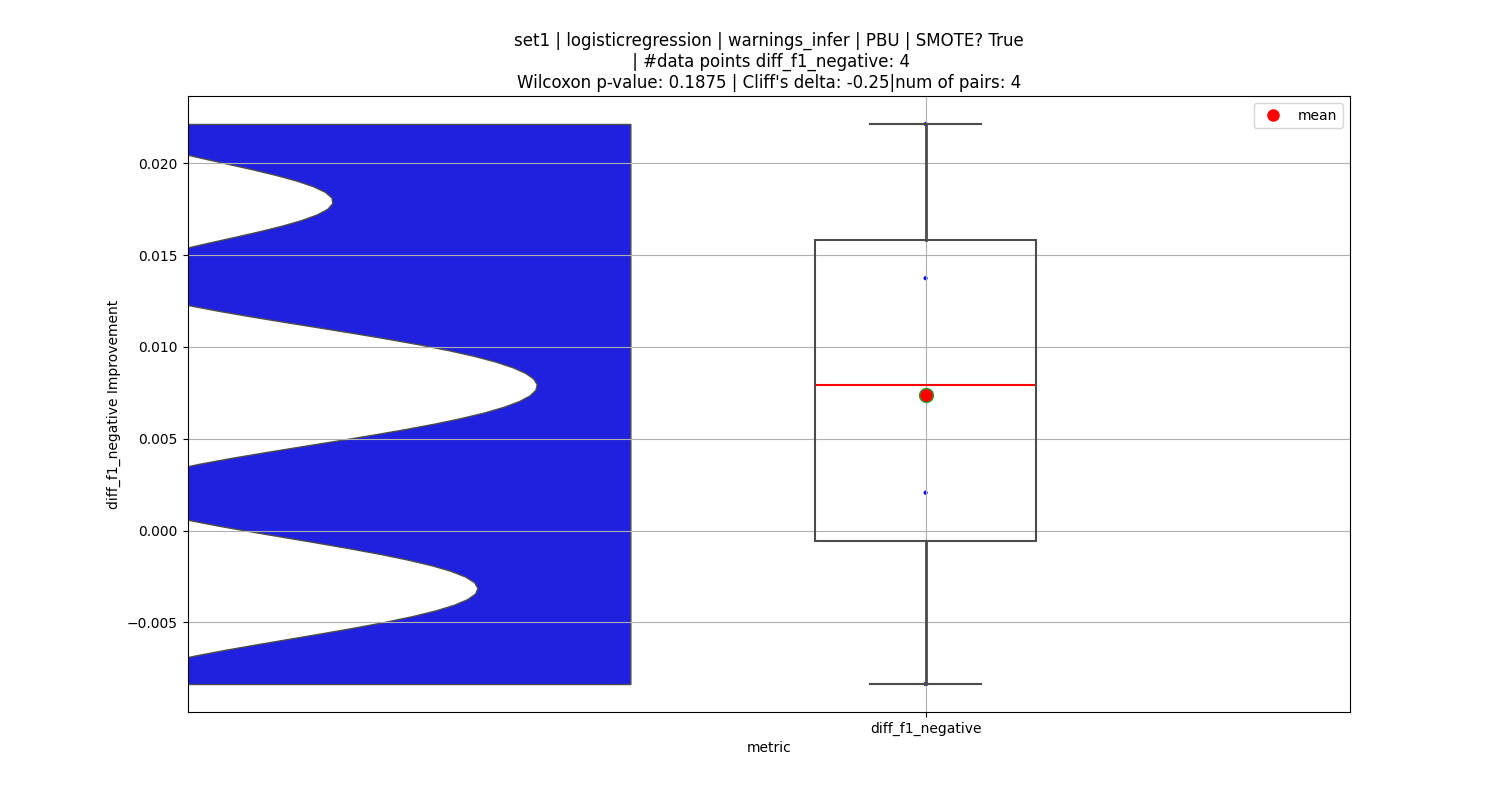 set1 | logisticregression | warnings_infer | PBU | SMOTE? True
| #data points diff_f1_negative: 4
Wilcoxon p-value: 0.1875 | Cliff's delta: -0.25|num of pairs: 4
mean
0.020
0.015
0.010
0.005
0.000
−0.005
diff_f1_negative Improvement
diff_f1_negative
metric